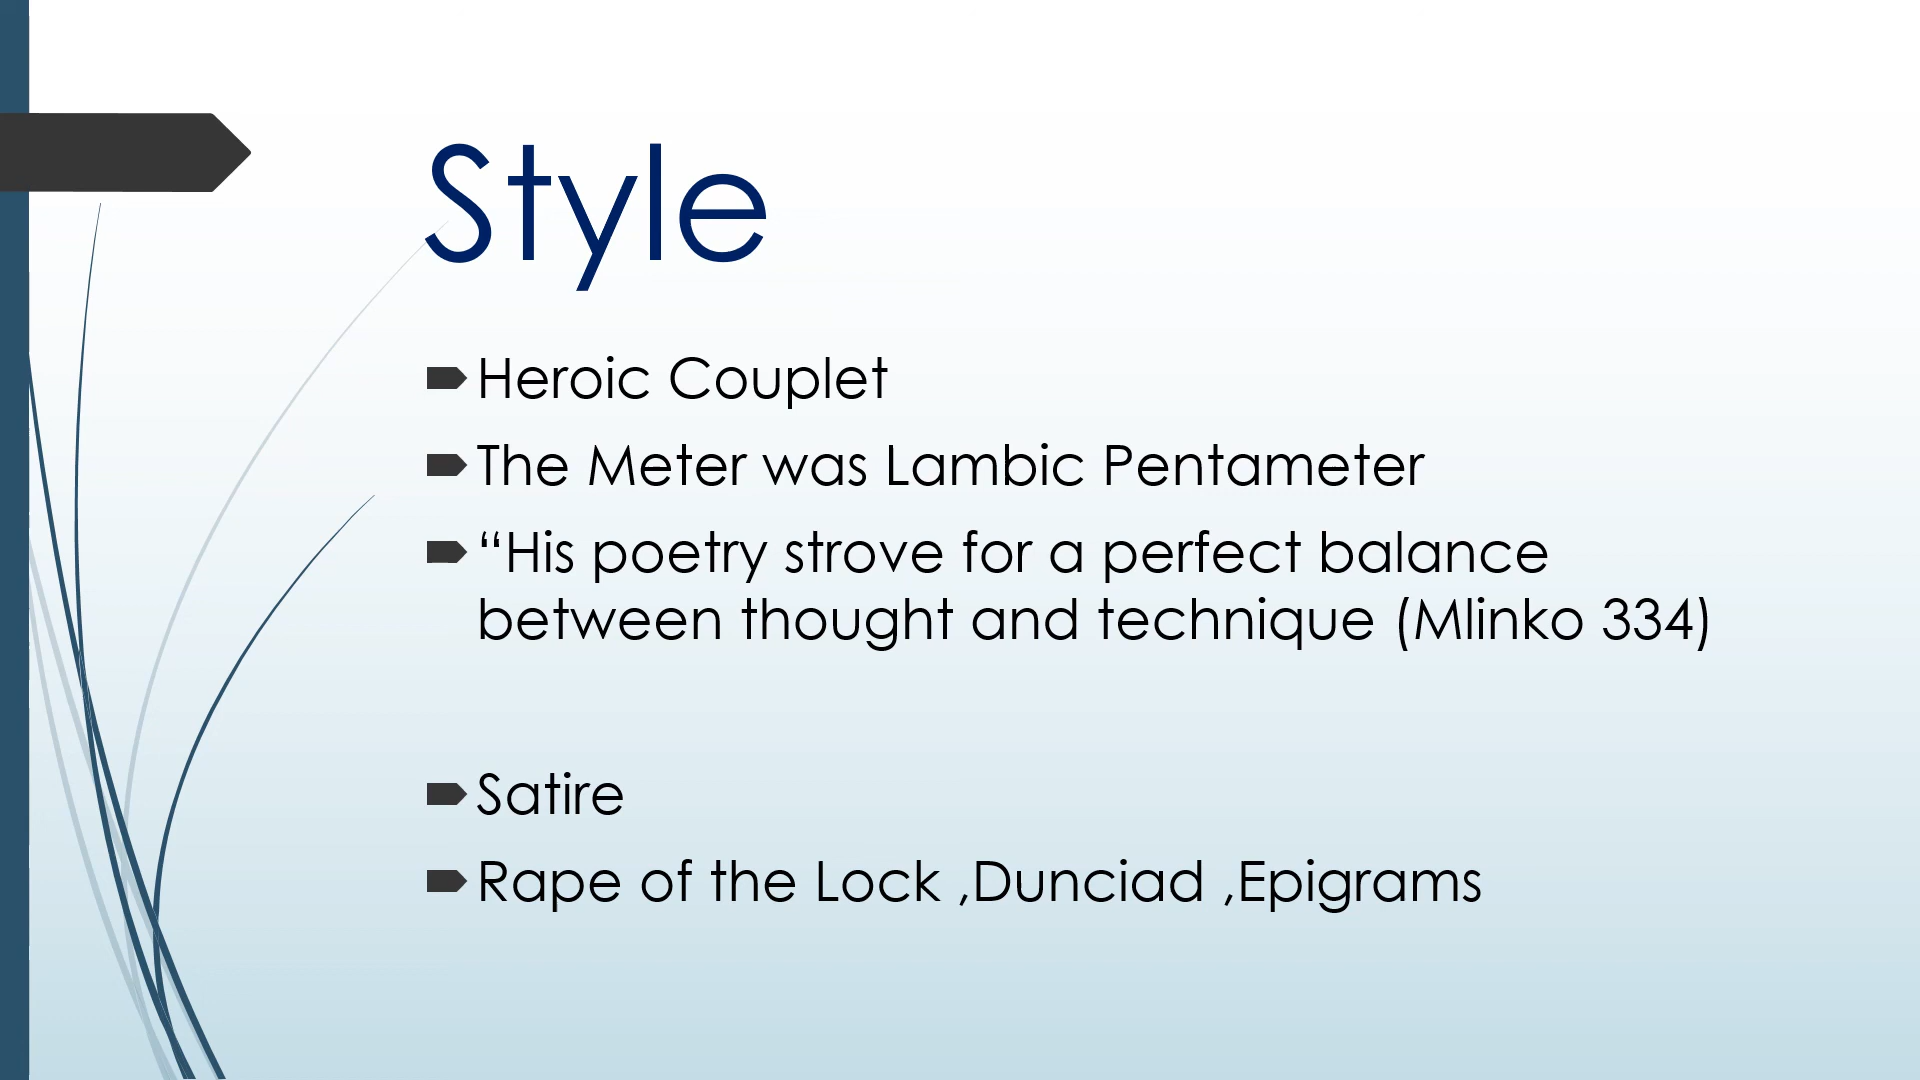 Style
Heroic Couplet
The Meter was Lambic Pentameter
“His poetry strove for a perfect balance
between thought and technique (Mlinko 334)
Satire
Rape of the Lock ,Dunciad ,Epigrams